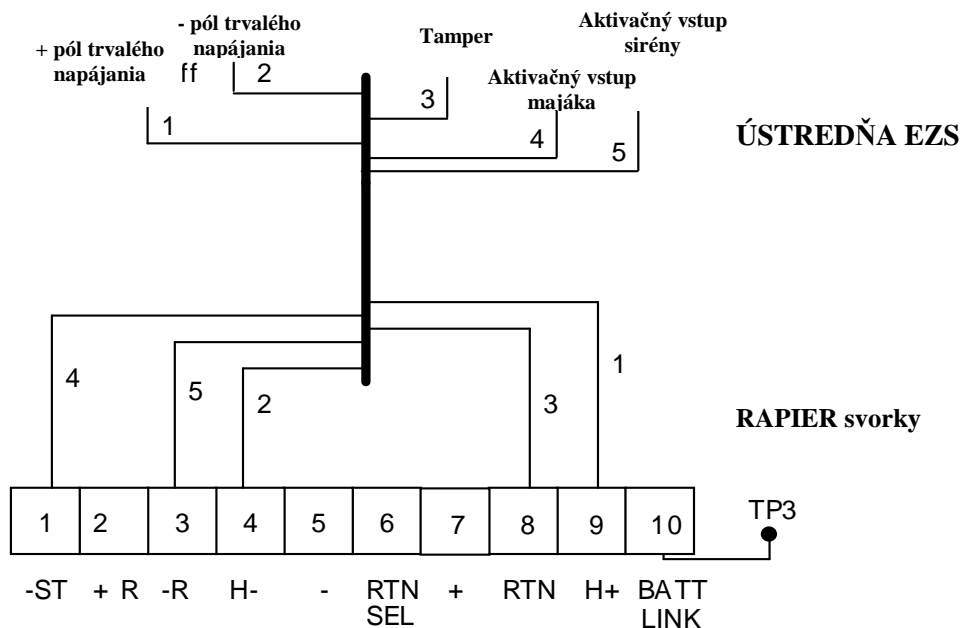 - pól trvalého
napájania
+ pól trvalého
napájania
ff
2
1
Tamper
3
Aktivačný vstup
sirény
Aktivačný vstup
majáka
4
5
ÚSTREDŇA EZS
4
5
2
3
1
RAPIER svorky
1 2 3 4 5 6 7 8 9 10
TP3
-ST + R -R H- - RTN + RTN H+ BATT
SEL LINK